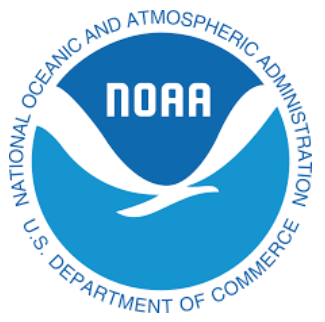 NATIONAL OCEANIC AND ATMOSPHERIC ADMINISTRATION
NOAA
U.S. DEPARTMENT OF COMMERCE